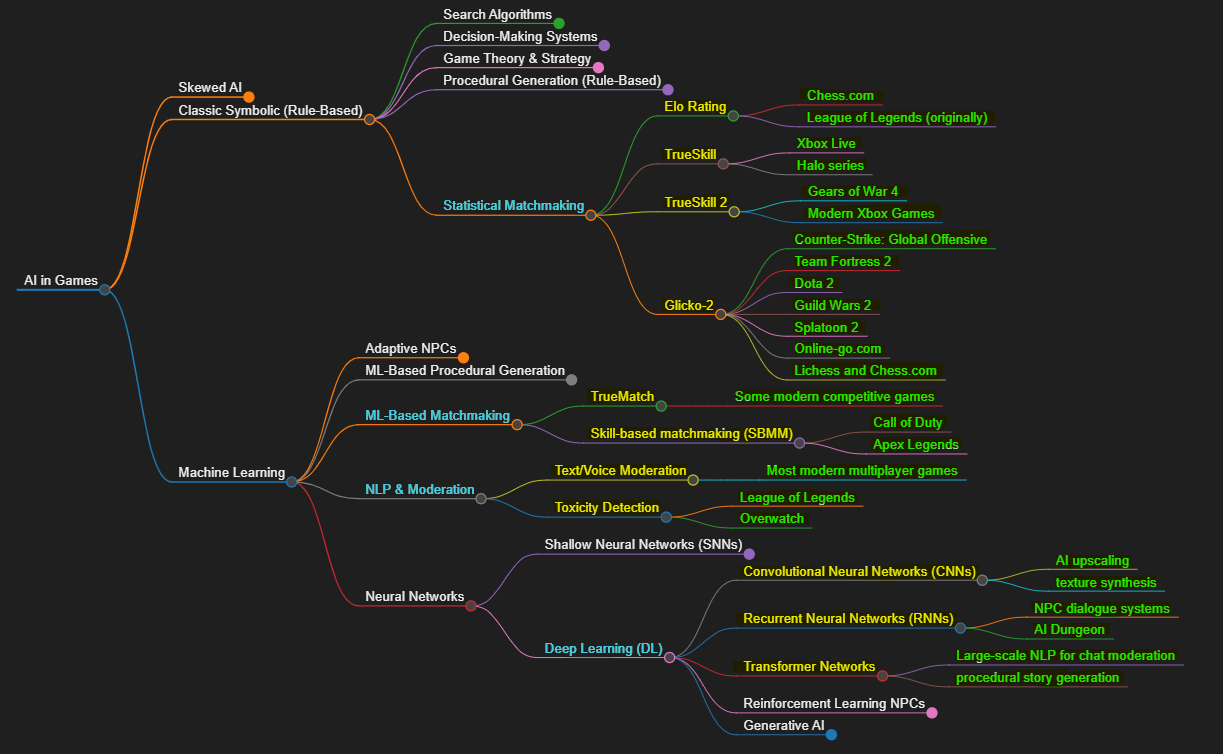 AI in Games
Skewed AI
Classic Symbolic (Rule-Based)
Search Algorithms
Decision-Making Systems
Game Theory & Strategy
Procedural Generation (Rule-Based)
Statistical Matchmaking
Elo Rating
Chess.com
League of Legends (originally)
TrueSkill
Xbox Live
Halo series
TrueSkill 2
Gears of War 4
Modern Xbox Games
Glicko-2
Counter-Strike: Global Offensive
Team Fortress 2
Dota 2
Guild Wars 2
Splatoon 2
Online-go.com
Lichess and Chess.com
Machine Learning
Adaptive NPCs
ML-Based Procedural Generation
ML-Based Matchmaking
TrueMatch
Some modern competitive games
Skill-based matchmaking (SBMM)
Call of Duty
Apex Legends
NLP & Moderation
Text/Voice Moderation
Most modern multiplayer games
Toxicity Detection
League of Legends
Overwatch
Neural Networks
Shallow Neural Networks (SNNs)
Deep Learning (DL)
Convolutional Neural Networks (CNNs)
AI upscaling
texture synthesis
Recurrent Neural Networks (RNNs)
NPC dialogue systems
AI Dungeon
Transformer Networks
Large-scale NLP for chat moderation
procedural story generation
Reinforcement Learning NPCs
Generative AI